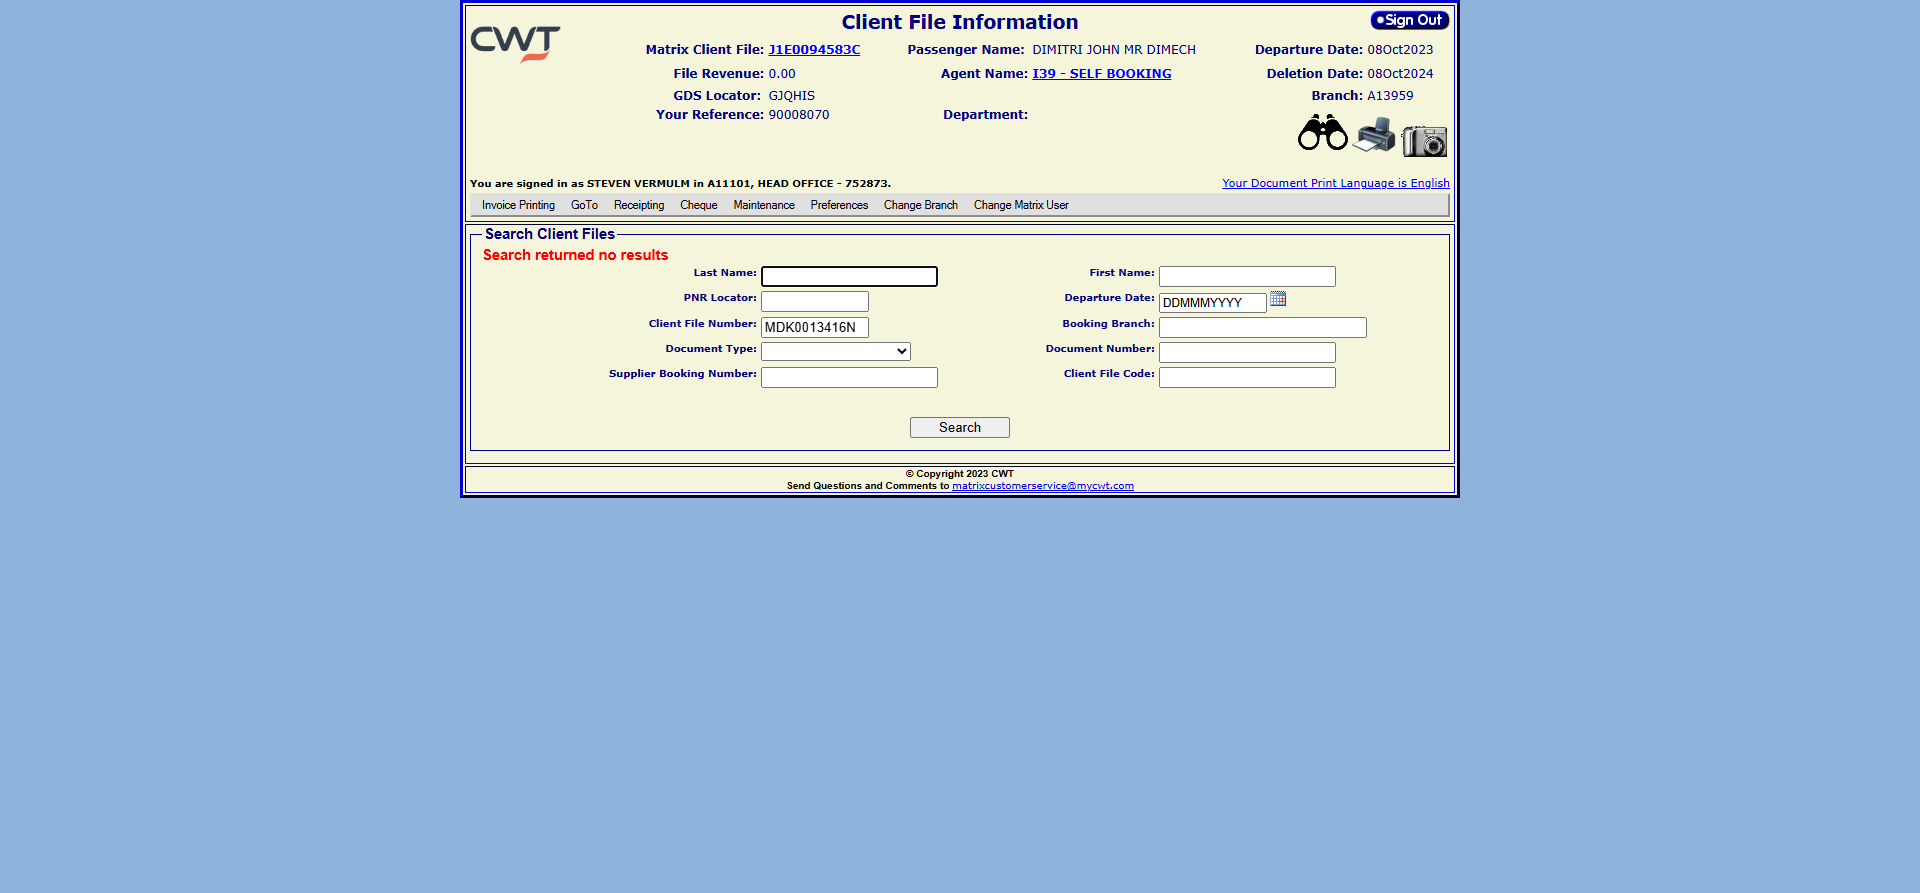 CWT
Client File Information
Sign Out
Matrix Client File: J1E0094583C Passenger Name: DIMITRI JOHN MR DIMECH Departure Date: 08Oct2023
File Revenue: 0.00 Agent Name: I39 - SELF BOOKING Deletion Date: 08Oct2024
GDS Locator: GJQHIS Branch: A13959
Your Reference: 90008070 Department:
You are signed in as STEVEN VERMULM in A11101, HEAD OFFICE - 752873. Your Document Print Language is English
Invoice Printing GoTo Receipting Cheque Maintenance Preferences Change Branch Change Matrix User
Search Client Files
Search returned no results
Last Name: First Name:
PNR Locator: Departure Date: DDMMMYYYY
Client File Number: MDK0013416N Booking Branch:
Document Type: Document Number:
Supplier Booking Number: Client File Code:
Search
© Copyright 2023 CWT
Send Questions and Comments to matrixcustomerservice@mycwt.com